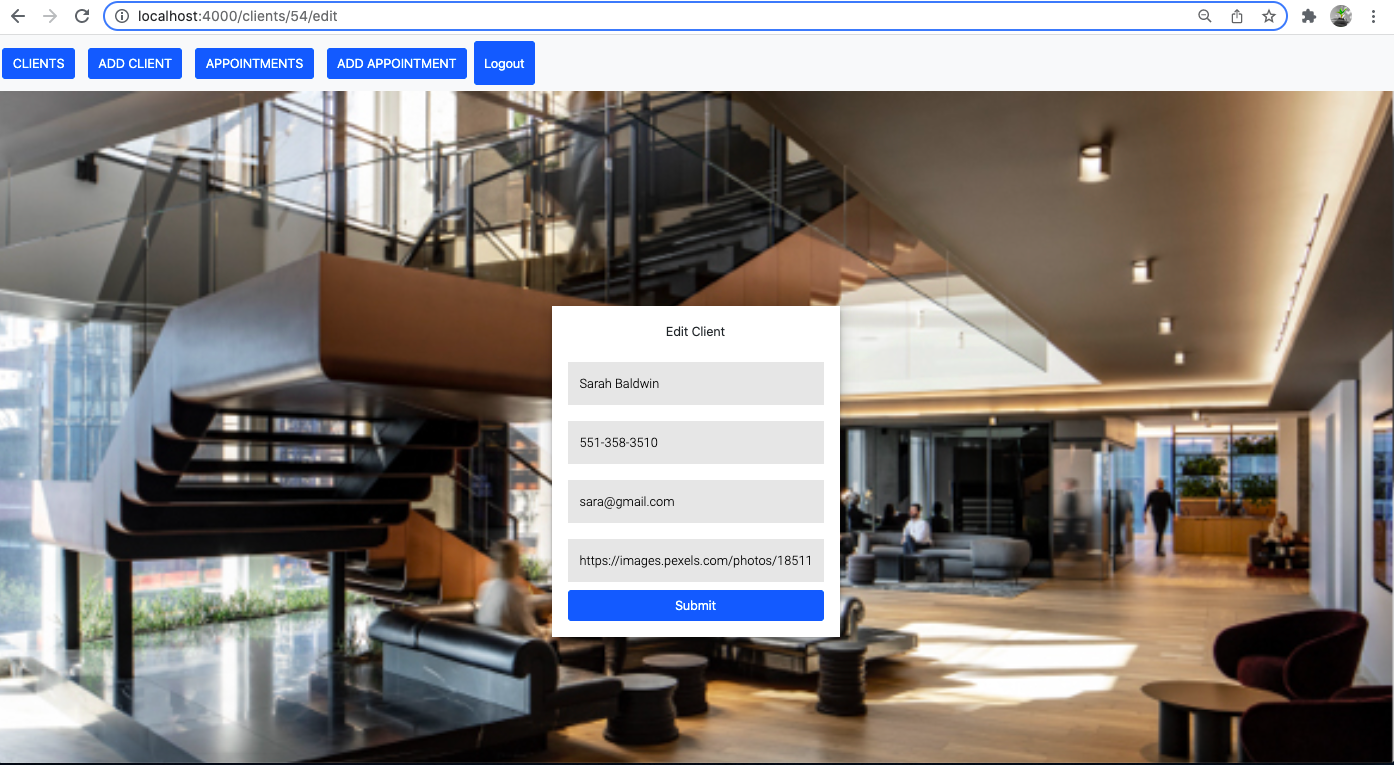 localhost:4000/clients/54/edit
CLIENTS ADD CLIENT APPOINTMENTS ADD APPOINTMENT Logout
Edit Client
Sarah Baldwin
551-358-3510
sara@gmail.com
https://images.pexels.com/photos/18511
Submit